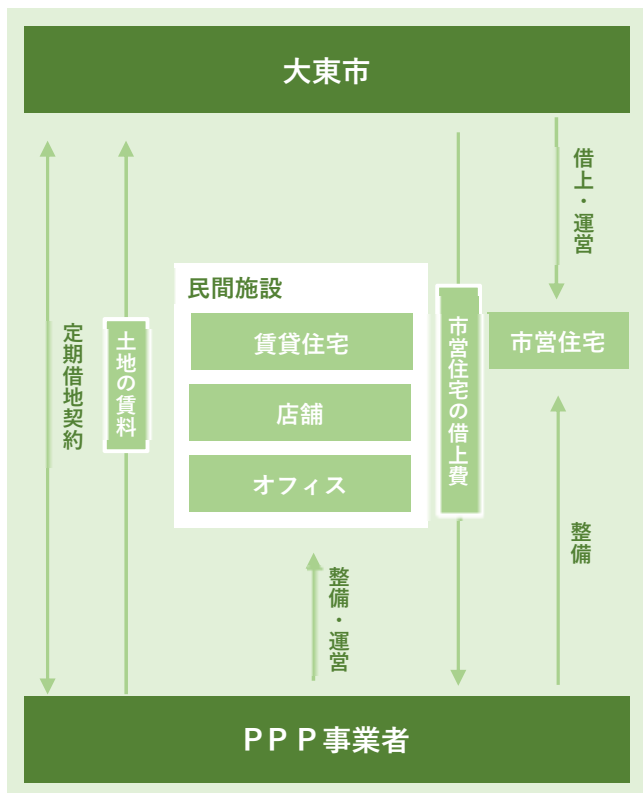 大東市
定期借地契約
土地の賃料
民間施設
賃貸住宅
店舗
オフィス
整備・運営
市営住宅の借上費
借上・運営
市営住宅
整備
ＰＰＰ事業者